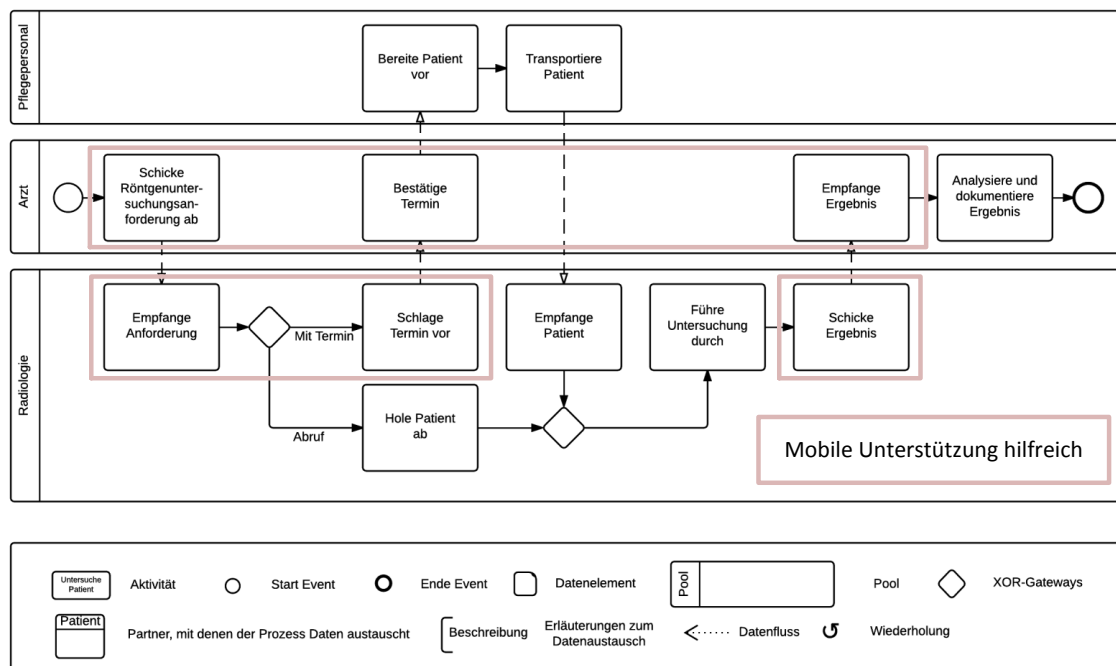 Pflegepersonal
Bereite Patient
vor
Transportiere
Patient
Arzt
Schicke
Röntgenunter-
suchungsan-
forderung ab
Bestätige
Termin
Empfange
Ergebnis
Analysiere und
dokumentiere
Ergebnis
Radiologie
Empfange
Anforderung
Mit Termin
Schlage
Termin vor
Empfange
Patient
Führe
Untersuchung
durch
Schicke
Ergebnis
Abruf
Hole Patient
ab
Mobile Unterstützung hilfreich
Untersuche
Patient
Aktivität
Start Event
Ende Event
Datenelement
Pool
Pool
XOR-Gateways
Patient
Partner, mit denen der Prozess Daten austauscht
Beschreibung
Erläuterungen zum
Datenaustausch
Datenfluss
Wiederholung